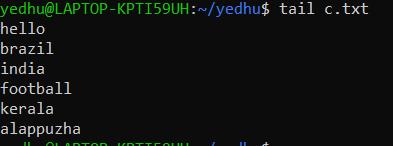 yedhu@LAPTOP-KPTI59UH:~/yedhu$ tail c.txt
hello
brazil
india
football
kerala
alappuzha